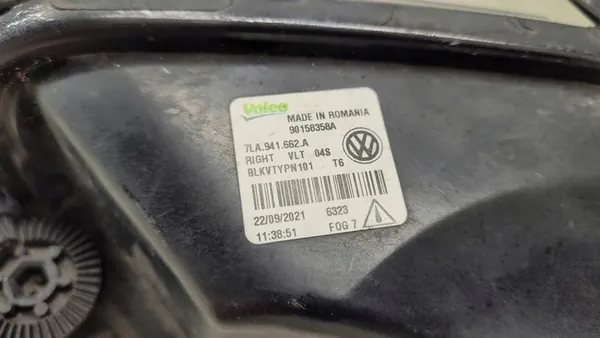 Valeo
MADE IN ROMANIA
90158358A
7LA.941.662.A
RIGHT VLT 04S
BLKVTYPN101 T6
22/09/2021 6323
11:38:51 FOG 7